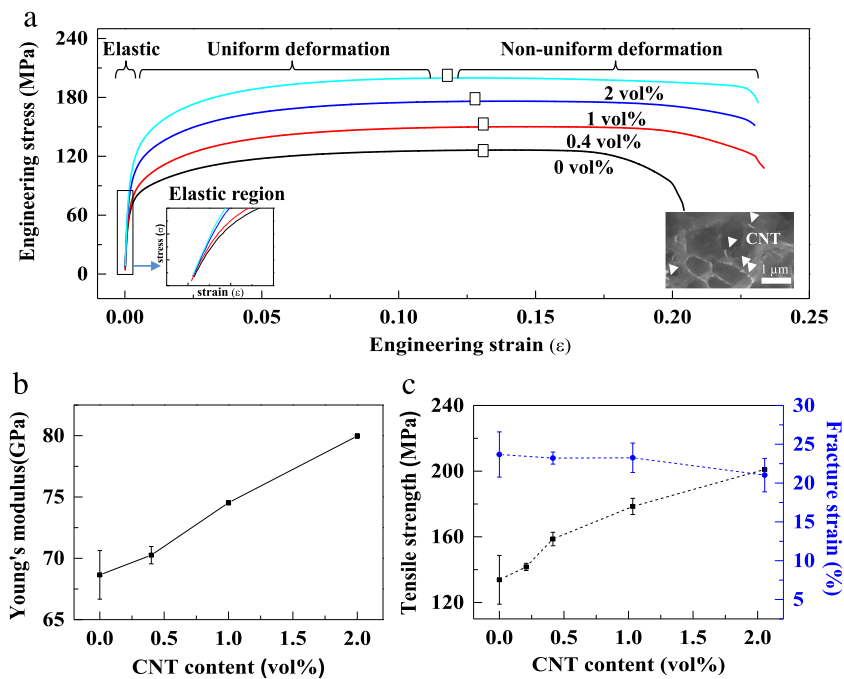 a
240
180
120
60
0
Engineering stress (MPa)
Elastic
Uniform deformation
Non-uniform deformation
2 vol%
1 vol%
0.4 vol%
0 vol%
Elastic region
stress (σ)
strain (ε)
CNT
1 µm
0.00
0.05
0.10
0.15
0.20
0.25
Engineering strain (ε)
b
80
75
70
65
Young's modulus(GPa)
0.0
0.5
1.0
1.5
2.0
CNT content (vol%)
c
240
200
160
120
Tensile strength (MPa)
30
25
20
15
10
5
Fracture strain (%)
0.0
0.5
1.0
1.5
2.0
CNT content (vol%)